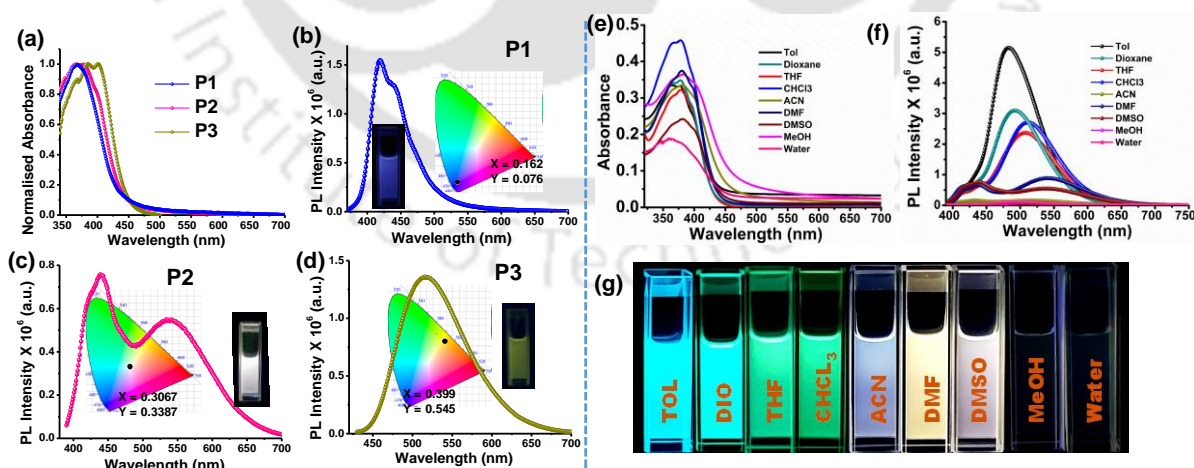 (a)
Normalised Absorbance
1.0
0.8
0.6
0.4
0.2
0.0
P1
P2
P3
350 400 450 500 550 600 650 700
Wavelength (nm)
(b)
P1
PL Intensity X 10⁶ (a.u.)
1.5
1.0
0.5
0.0
X = 0.162
Y = 0.076
400 450 500 550 600 650 700
Wavelength (nm)
(c)
P2
PL Intensity X 10⁶ (a.u.)
0.8
0.6
0.4
0.2
0.0
X = 0.3067
Y = 0.3387
400 450 500 550 600 650 700
Wavelength (nm)
(d)
P3
PL Intensity X 10⁶ (a.u.)
1.6
1.2
0.8
0.4
0.0
X = 0.399
Y = 0.545
450 500 550 600 650 700
Wavelength (nm)
(e)
Absorbance
0.5
0.4
0.3
0.2
0.1
0.0
Tol
Dioxane
THF
CHCl3
ACN
DMF
DMSO
MeOH
Water
350 400 450 500 550 600 650 700
Wavelength (nm)
(f)
PL Intensity X 10⁶ (a.u.)
6
5
4
3
2
1
0
Tol
Dioxane
THF
CHCl3
ACN
DMF
DMSO
MeOH
Water
400 450 500 550 600 650 700 750
Wavelength (nm)
(g)
TOL
DIO
THF
CHCL₃
ACN
DMF
DMSO
MeOH
Water